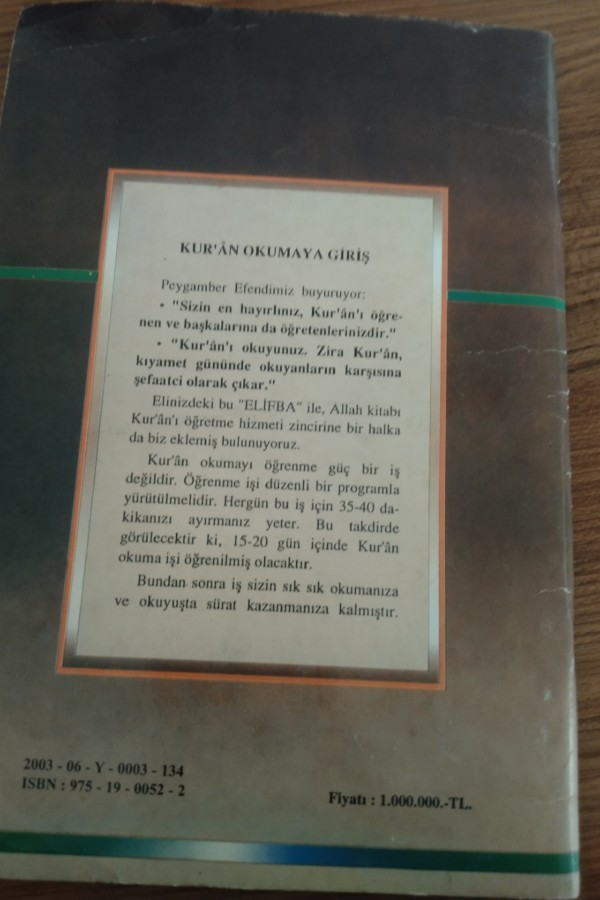 KUR'ÂN OKUMAYA GİRİŞ
Peygamber Efendimiz buyuruyor:
• "Sizin en hayırlınız, Kur'ân'ı öğre-
nen ve başkalarına da öğretenlerinizdir."
• "Kur'ân'ı okuyunuz. Zira Kur'ân,
kıyamet gününde okuyanların karşısına
şefaatci olarak çıkar."
Elinizdeki bu "ELİFBA" ile, Allah kitabı
Kur'ân'ı öğretme hizmeti zincirine bir halka
da biz eklemiş bulunuyoruz.
Kur'ân okumayı öğrenme güç bir iş
değildir. Öğrenme işi düzenli bir programla
yürütülmelidir. Hergün bu iş için 35-40 da-
kikanızı ayırmanız yeter. Bu takdirde
görülecektir ki, 15-20 gün içinde Kur'ân
okuma işi öğrenilmiş olacaktır.
Bundan sonra iş sizin sık sık okumanıza
ve okuyuşta sürat kazanmanıza kalmıştır.
2003 - 06 - Y - 0003 - 134
ISBN : 975 - 19 - 0052 - 2
Fiyatı : 1.000.000.-TL.